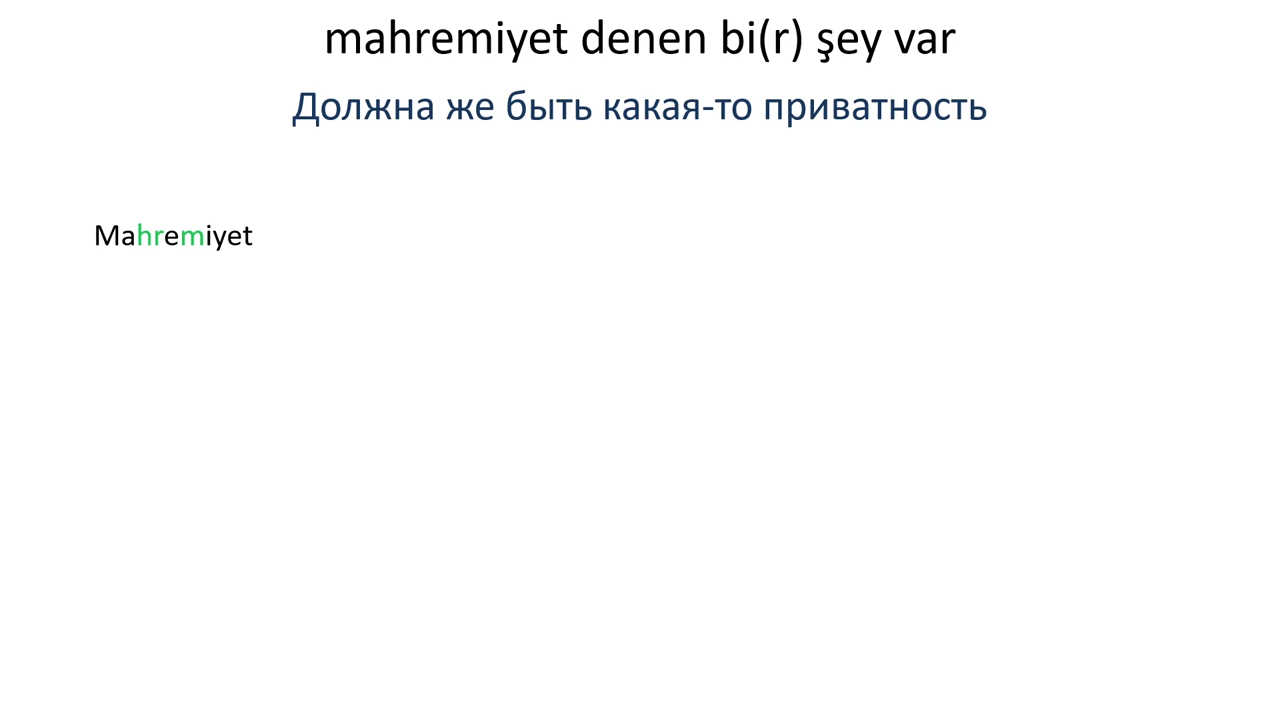 mahremiyet denen bi(r) şey var
Должна же быть какая-то приватность
Mahremiyet